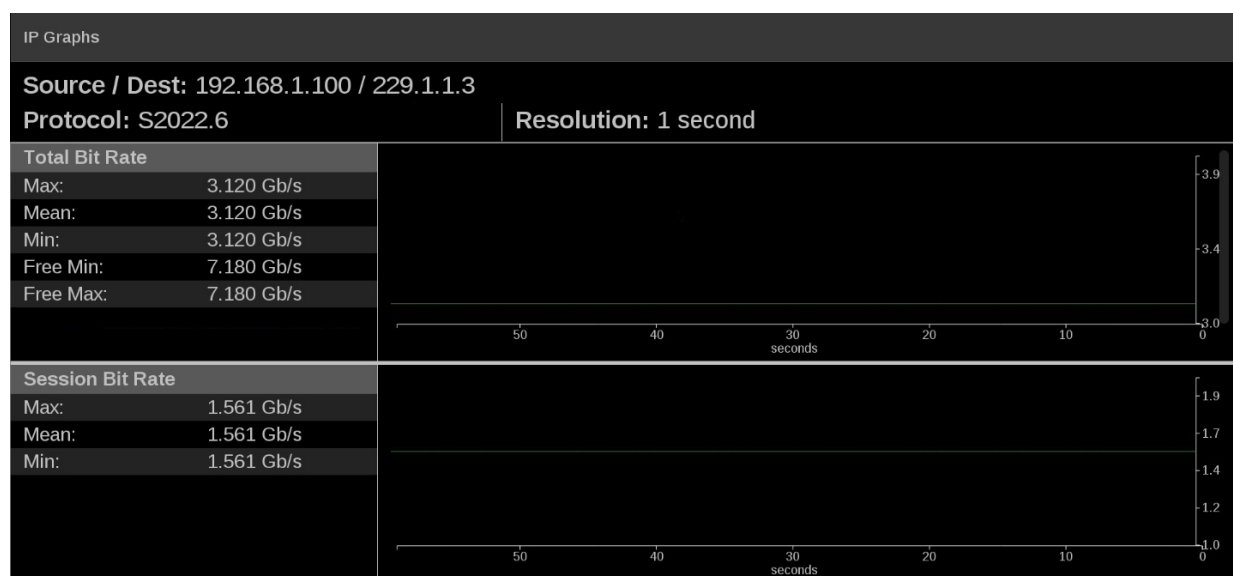 IP Graphs
Source / Dest: 192.168.1.100 / 229.1.1.3
Protocol: S2022.6
Resolution: 1 second
Total Bit Rate
Max: 3.120 Gb/s
Mean: 3.120 Gb/s
Min: 3.120 Gb/s
Free Min: 7.180 Gb/s
Free Max: 7.180 Gb/s
3.9
3.4
3.0
50 40 30 20 10 0
seconds
Session Bit Rate
Max: 1.561 Gb/s
Mean: 1.561 Gb/s
Min: 1.561 Gb/s
1.9
1.7
1.4
1.2
1.0
50 40 30 20 10 0
seconds